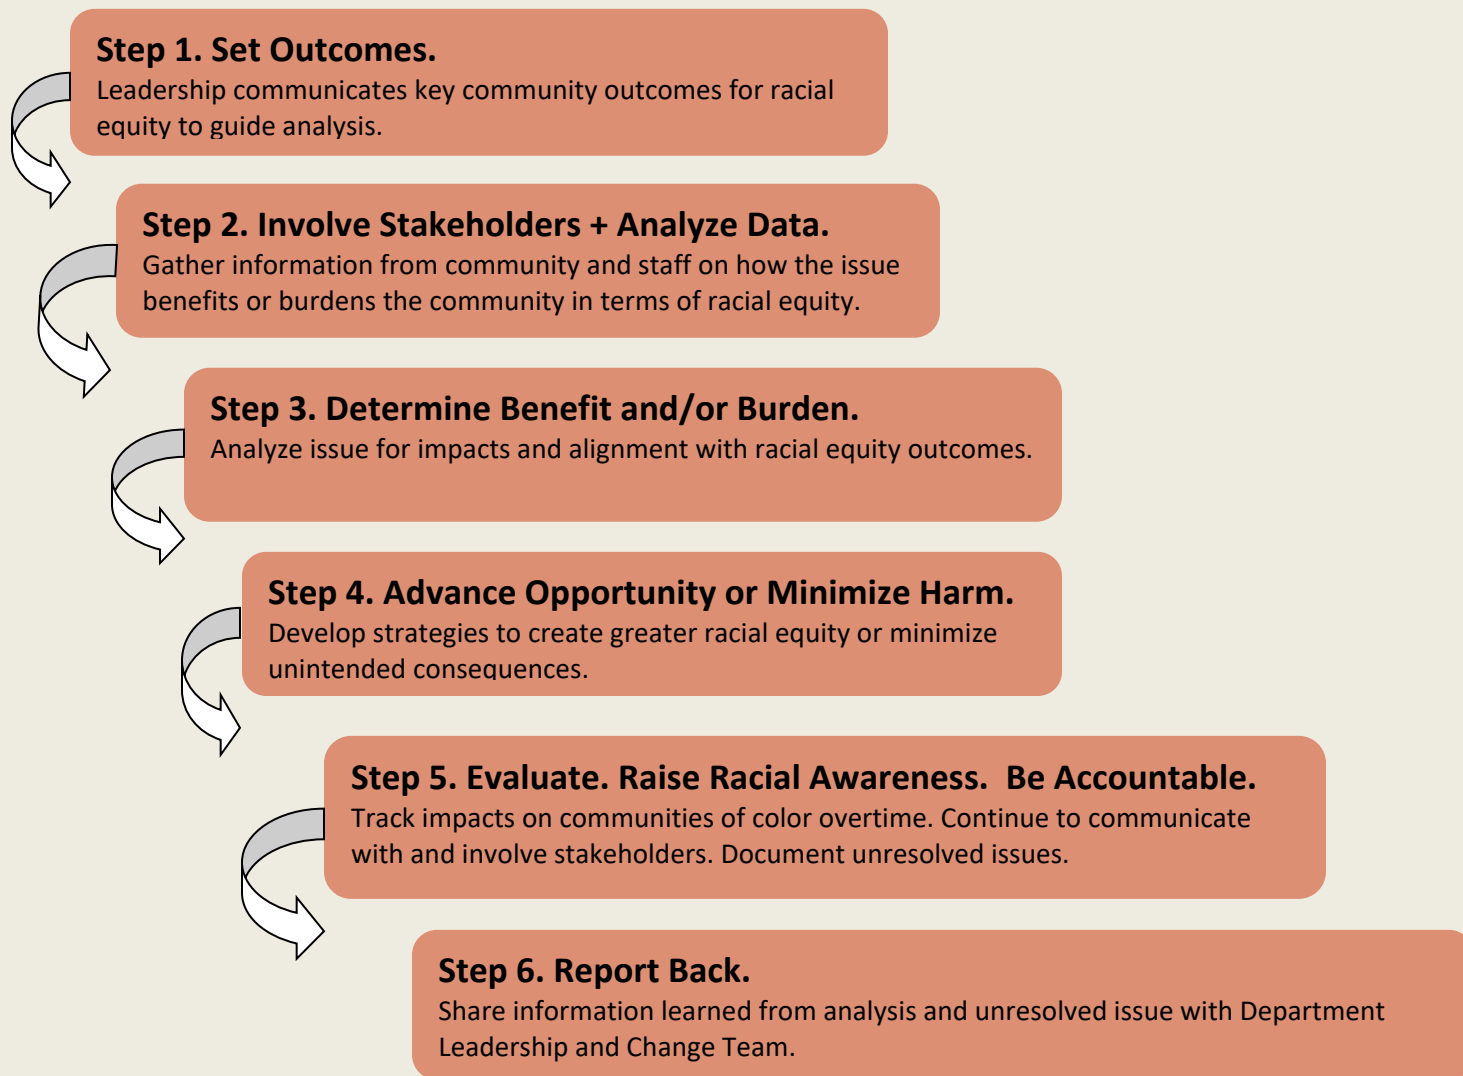 Step 1. Set Outcomes.
Leadership communicates key community outcomes for racial
equity to guide analysis.
Step 2. Involve Stakeholders + Analyze Data.
Gather information from community and staff on how the issue
benefits or burdens the community in terms of racial equity.
Step 3. Determine Benefit and/or Burden.
Analyze issue for impacts and alignment with racial equity outcomes.
Step 4. Advance Opportunity or Minimize Harm.
Develop strategies to create greater racial equity or minimize
unintended consequences.
Step 5. Evaluate. Raise Racial Awareness.  Be Accountable.
Track impacts on communities of color overtime. Continue to communicate
with and involve stakeholders. Document unresolved issues.
Step 6. Report Back.
Share information learned from analysis and unresolved issue with Department
Leadership and Change Team.